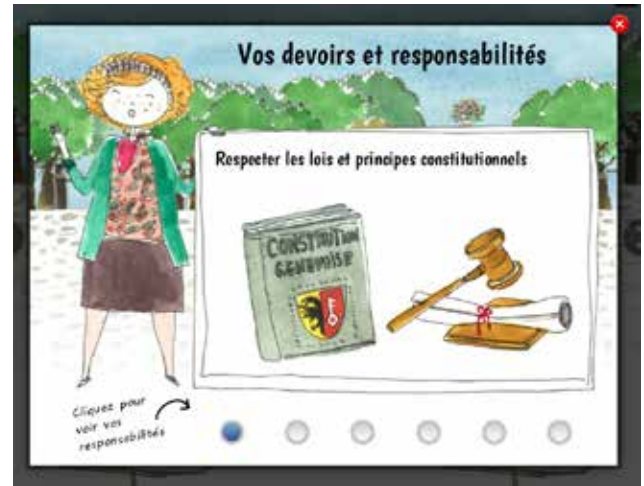 Vos devoirs et responsabilités
Respecter les lois et principes constitutionnels
CONSTITUTION
GENEVOISE
Cliquez pour
voir vos
responsabilités